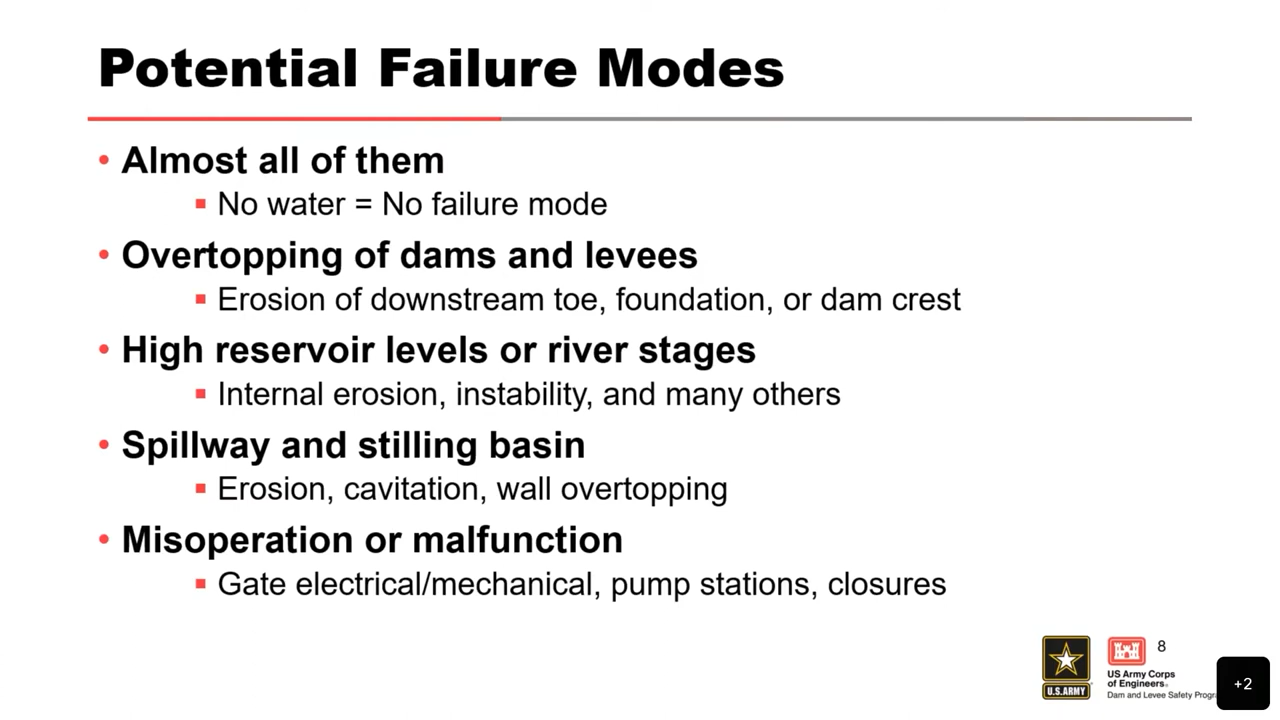 Potential Failure Modes
• Almost all of them
▪ No water = No failure mode
• Overtopping of dams and levees
▪ Erosion of downstream toe, foundation, or dam crest
• High reservoir levels or river stages
▪ Internal erosion, instability, and many others
• Spillway and stilling basin
▪ Erosion, cavitation, wall overtopping
• Misoperation or malfunction
▪ Gate electrical/mechanical, pump stations, closures
8
U.S.ARMY
US Army Corps
of Engineers®
Dam and Levee Safety Progr
+2